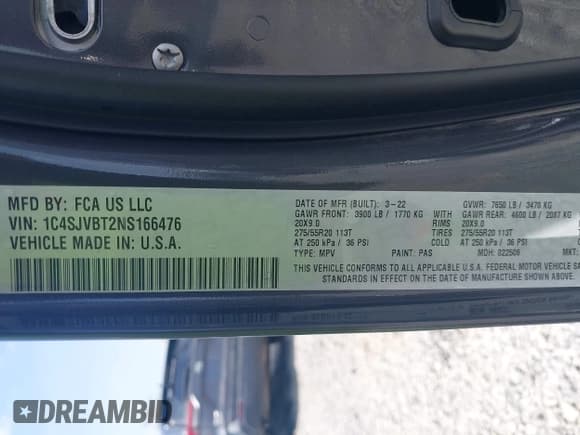 MFD BY: FCA US LLC
VIN: 1C4SJVBT2NS166476
VEHICLE MADE IN: U.S.A.
DATE OF MFR (BUILT): 3-22 GVWR: 7650 LB / 3470 KG
GAWR FRONT: 3900 LB / 1770 KG GAWR REAR: 4600 LB / 2087 KG
20X9.0 RIMS 20X9.0
275/55R20 113T TIRES 275/55R20 113T
AT 250 kPa / 36 PSI COLD AT 250 kPa / 36 PSI
TYPE: MPV PAINT: PAS MDH: 022506 VM:
THIS VEHICLE CONFORMS TO ALL APPLICABLE U.S.A. FEDERAL MOTOR VEHICLE
STANDARDS IN EFFECT ON THE DATE OF MANUFACTURE SHOWN ABOVE
DREAMBID